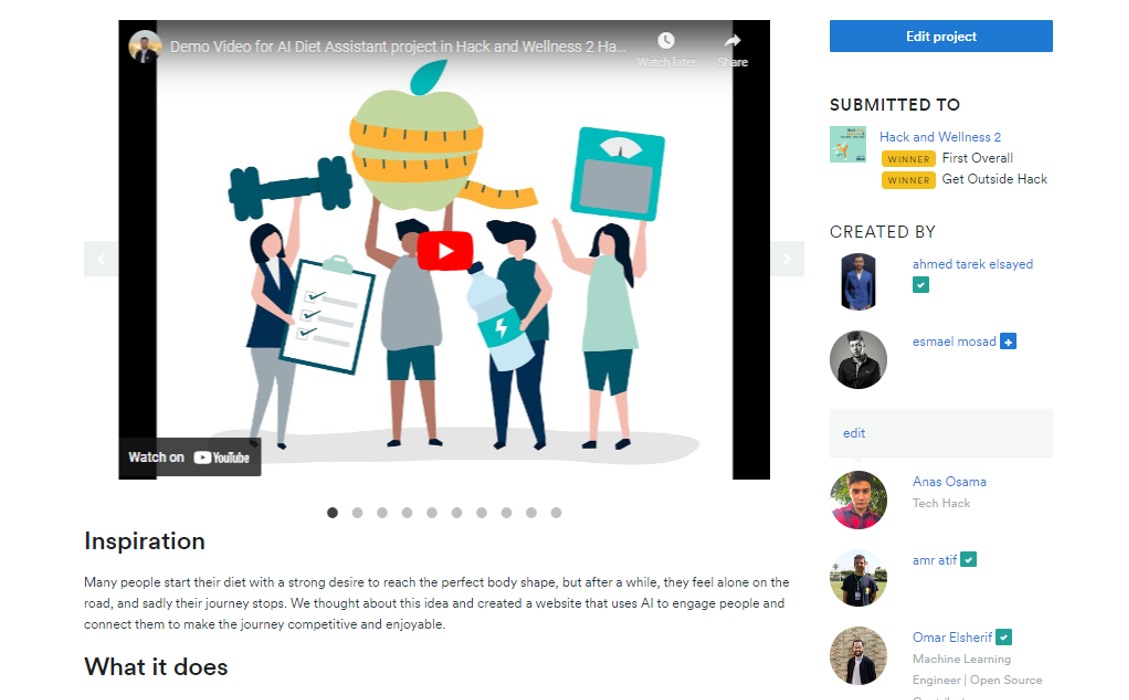 Demo Video for AI Diet Assistant project in Hack and Wellness 2 Ha...
Watch later
Share
Watch on YouTube
Inspiration
Many people start their diet with a strong desire to reach the perfect body shape, but after a while, they feel alone on the
road, and sadly their journey stops. We thought about this idea and created a website that uses AI to engage people and
connect them to make the journey competitive and enjoyable.
What it does
Edit project
SUBMITTED TO
Hack and Wellness 2
WINNER First Overall
WINNER Get Outside Hack
CREATED BY
ahmed tarek elsayed
esmael mosad
edit
Anas Osama
Tech Hack
amr atif
Omar Elsherif
Machine Learning
Engineer | Open Source